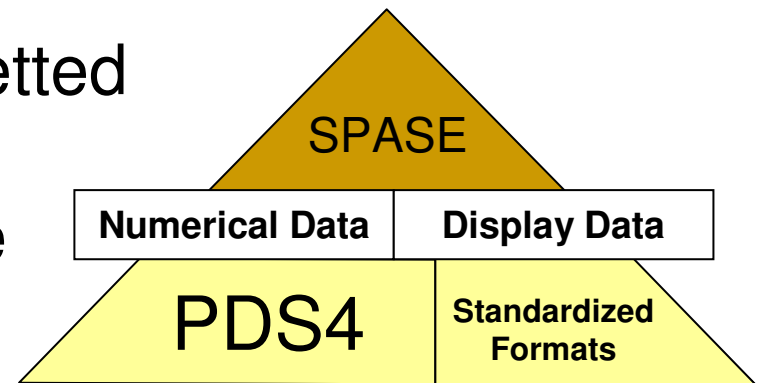 etted
SPASE
e
Numerical Data
Display Data
PDS4
Standardized
Formats